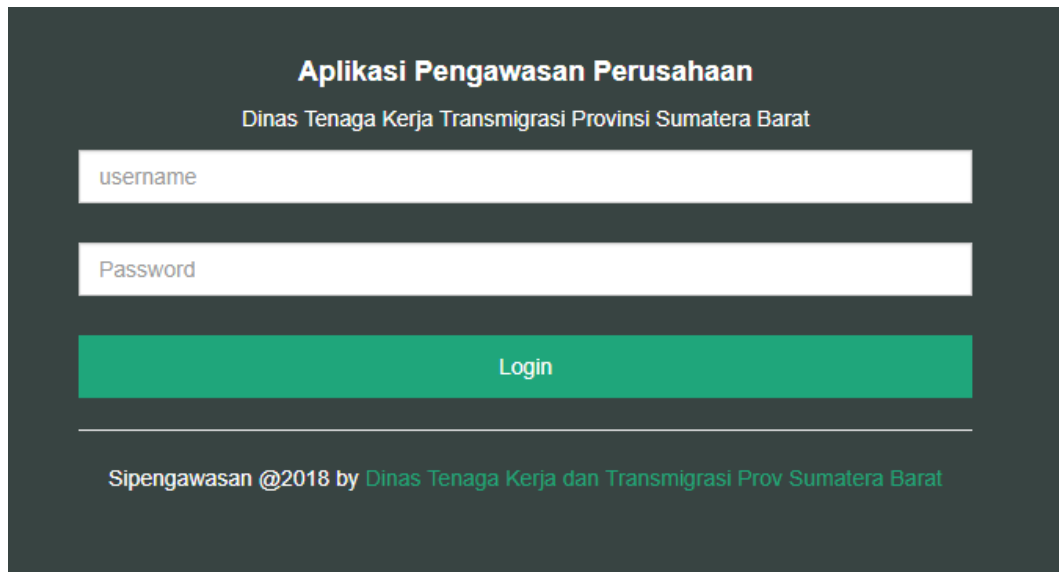 Aplikasi Pengawasan Perusahaan
Dinas Tenaga Kerja Transmigrasi Provinsi Sumatera Barat
username
Password
Login
Sipengawasan @2018 by Dinas Tenaga Kerja dan Transmigrasi Prov Sumatera Barat